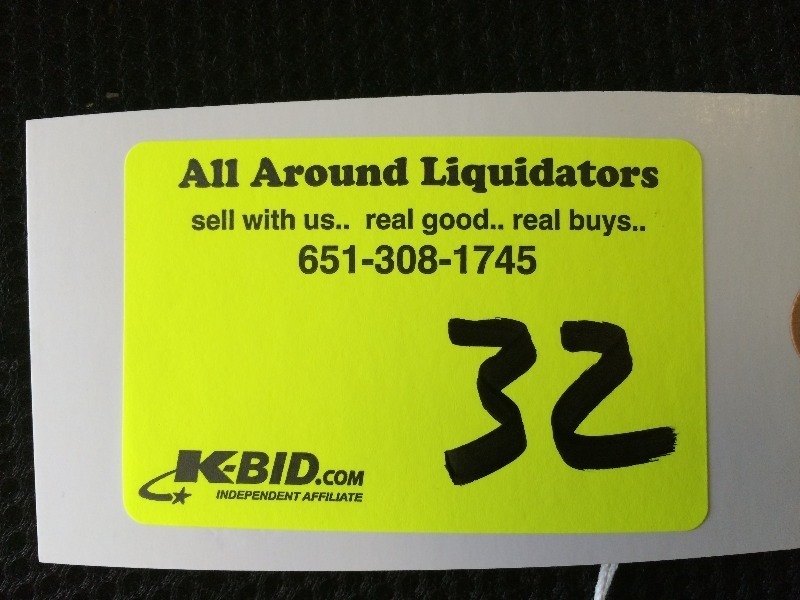 All Around Liquidators
sell with us.. real good.. real buys..
651-308-1745
32
K-BID.COM
INDEPENDENT AFFILIATE